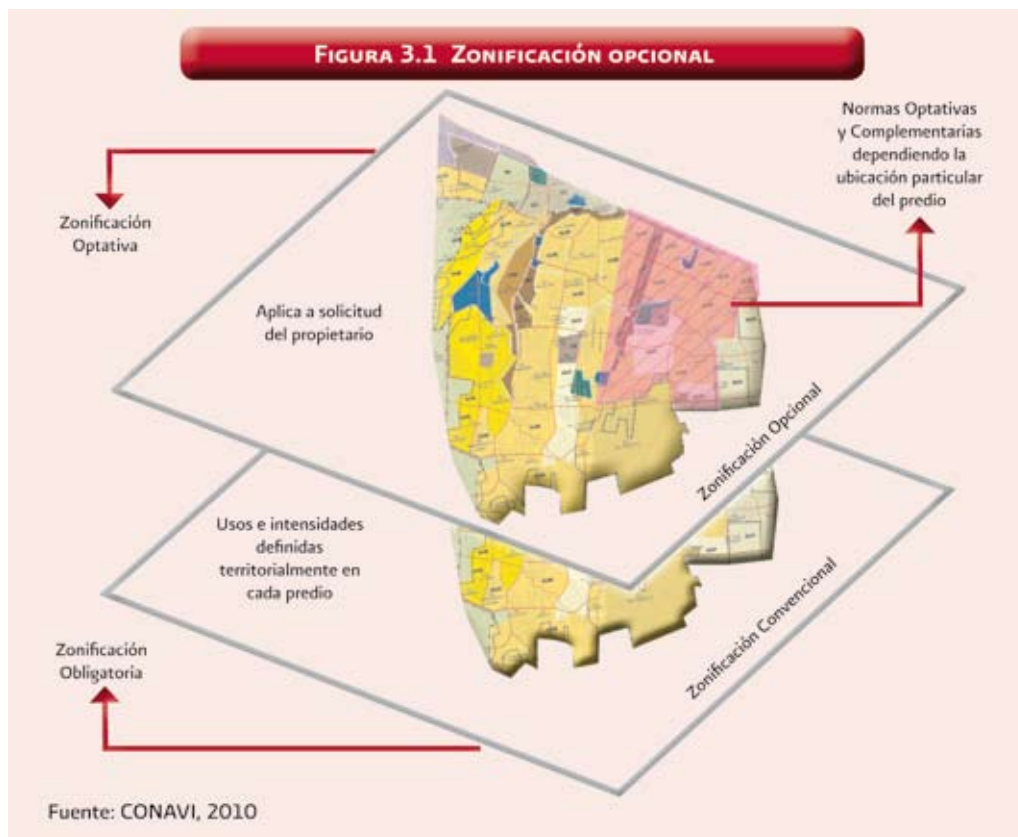 FIGURA 3.1 ZONIFICACIÓN OPCIONAL
Normas Optativas
y Complementarias
dependiendo la
ubicación particular
del predio
Zonificación
Optativa
Aplica a solicitud
del propietario
Zonificación Opcional
Usos e intensidades
definidas
territorialmente en
cada predio
Zonificación Convencional
Zonificación
Obligatoria
Fuente: CONAVI, 2010